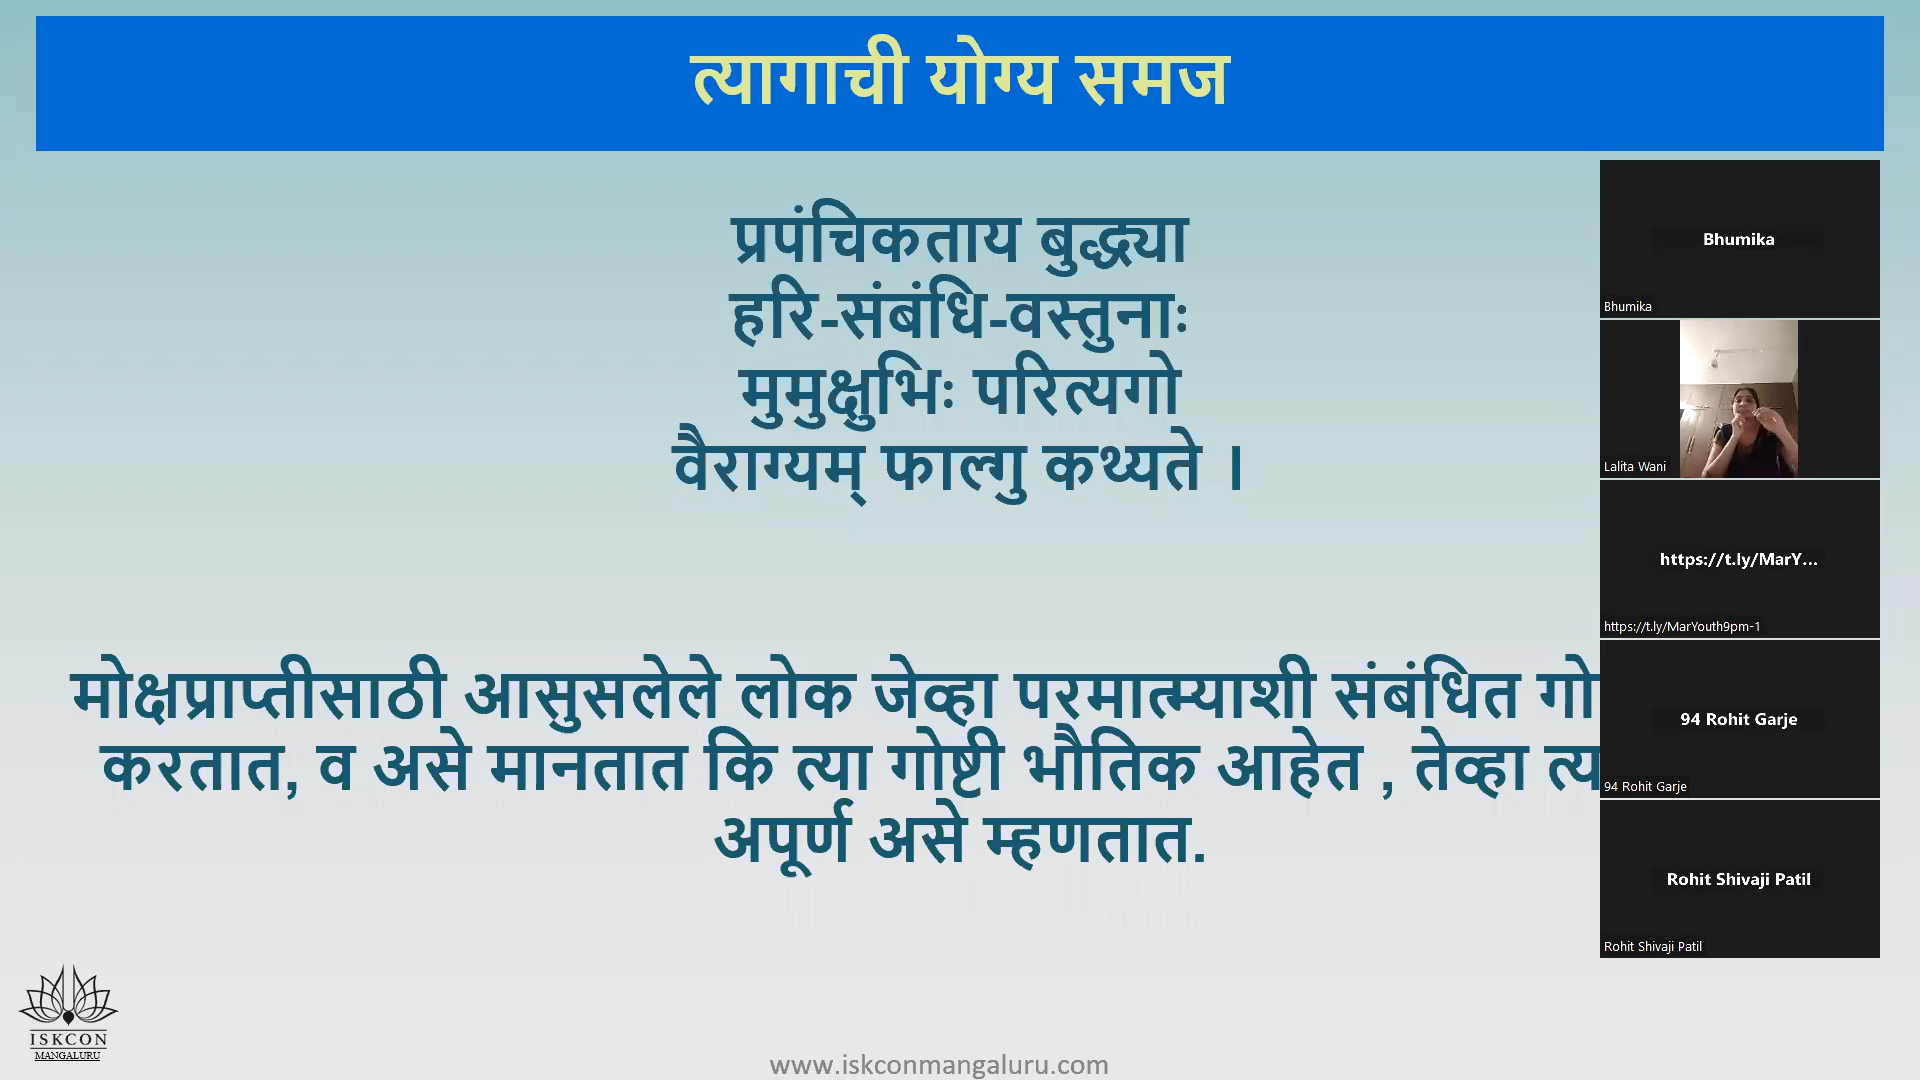 त्यागाची योग्य समज
प्रपंचिकताय बुद्ध्या
हरि-संबंधि-वस्तुनाः
मुमुक्षुभिः परित्यगो
वैराग्यम् फाल्गु कथ्यते ।
मोक्षप्राप्तीसाठी आसुसलेले लोक जेव्हा परमात्म्याशी संबंधित गो
करतात, व असे मानतात कि त्या गोष्टी भौतिक आहेत , तेव्हा त्य
अपूर्ण असे म्हणतात.
Bhumika
Bhumika
Lalita Wani
https://t.ly/MarY...
https://t.ly/MarYouth9pm-1
94 Rohit Garje
94 Rohit Garje
Rohit Shivaji Patil
Rohit Shivaji Patil
ISKCON
MANGALURU
www.iskconmangaluru.com